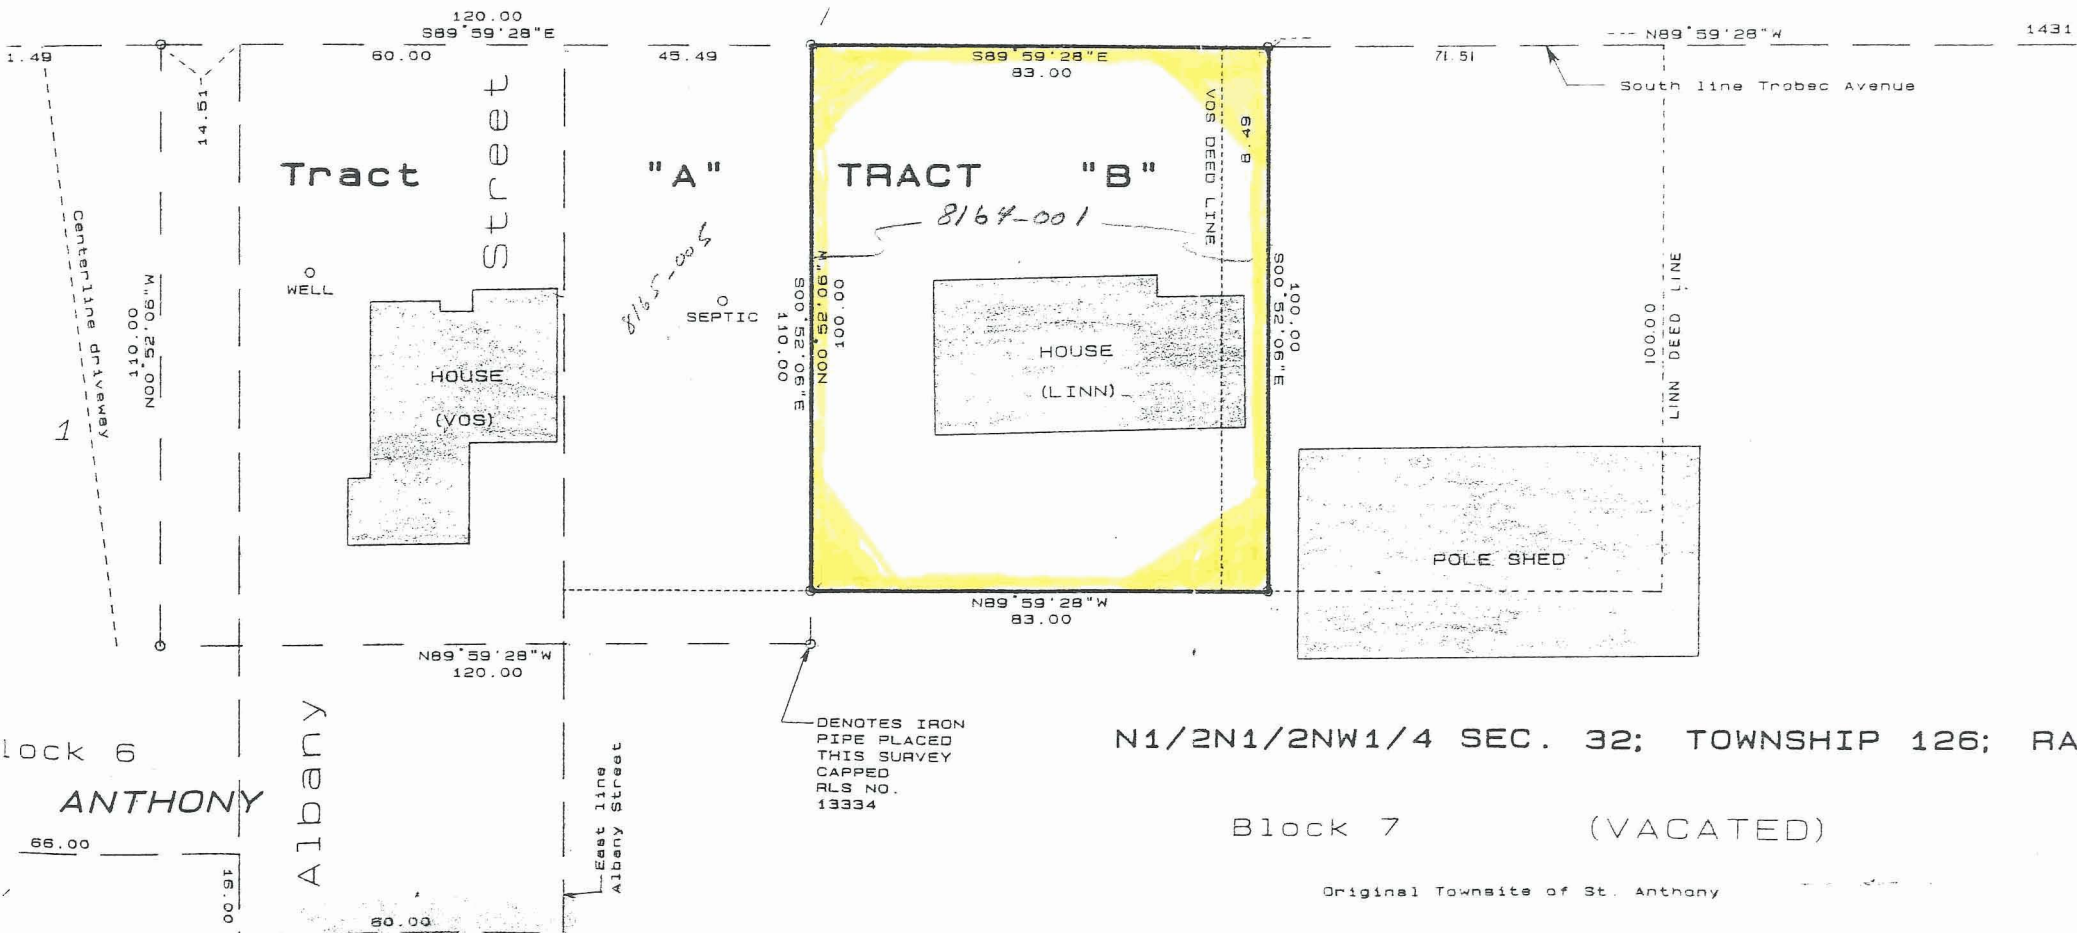 120.00
S89°59'28"E
1.49
60.00
45.49
S89°59'28"E
83.00
71.51
--- N89°59'28"W
1431
South line Trobec Avenue
14.51
Street
Tract "A"
TRACT "B"
VOS DEED LINE
8.49
8164-001
Centerline driveway
WELL
SEPTIC
110.00
N00°52'06"W
S00°52'06"E
110.00
N00°52'06"W
100.00
100.00
S00°52'06"E
100.00
LINN DEED LINE
HOUSE
(VOS)
HOUSE
(LINN)
1
POLE SHED
N89°59'28"W
83.00
N89°59'28"W
120.00
DENOTES IRON
PIPE PLACED
THIS SURVEY
CAPPED
RLS NO.
13334
N1/2N1/2NW1/4 SEC. 32; TOWNSHIP 126; RA
lock 6
ANTHONY
Albany
East line
Albany Street
Block 7 (VACATED)
66.00
16.00
60.00
Original Townsite of St. Anthony